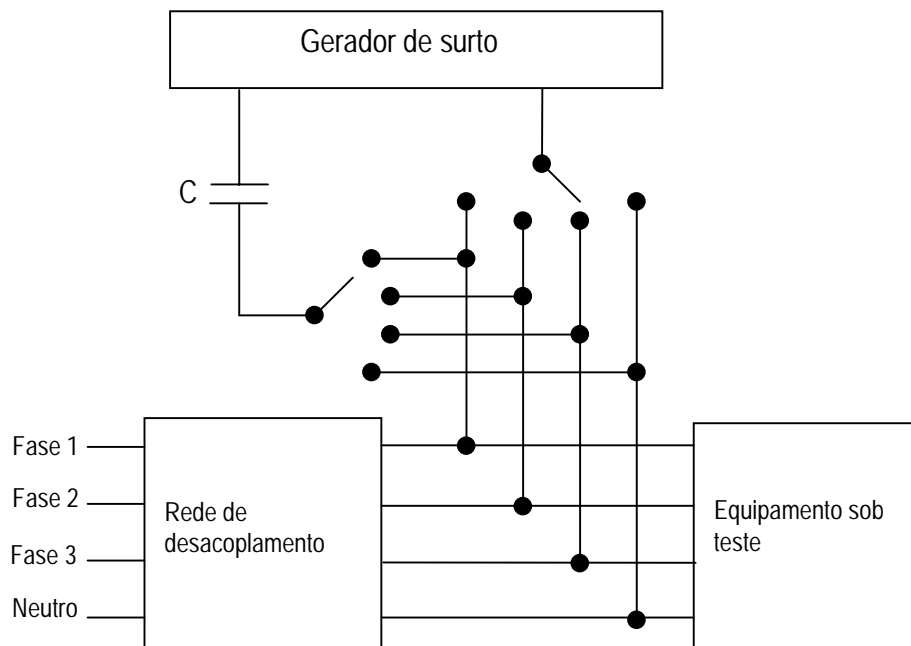 Gerador de surto
C
Fase 1
Fase 2
Fase 3
Neutro
Rede de
desacoplamento
Equipamento sob
teste